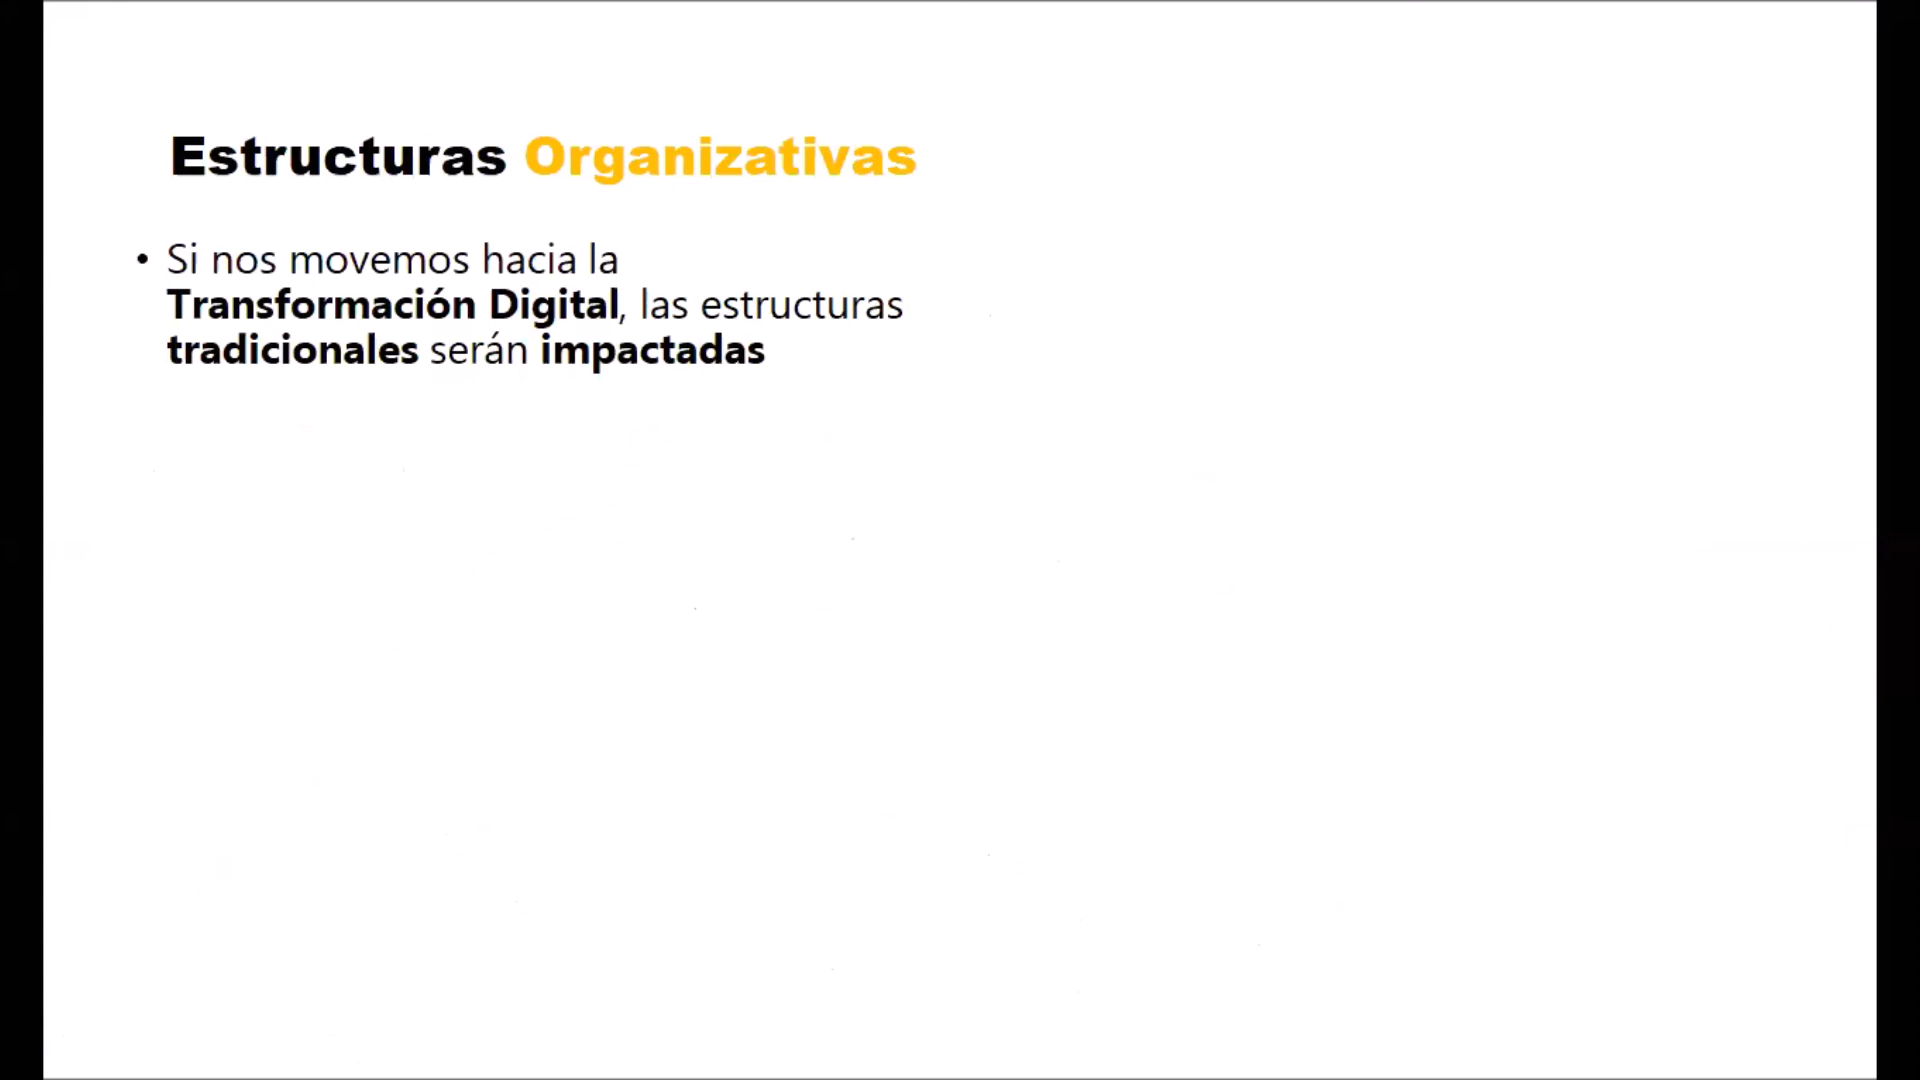 Estructuras Organizativas
• Si nos movemos hacia la
Transformación Digital, las estructuras
tradicionales serán impactadas